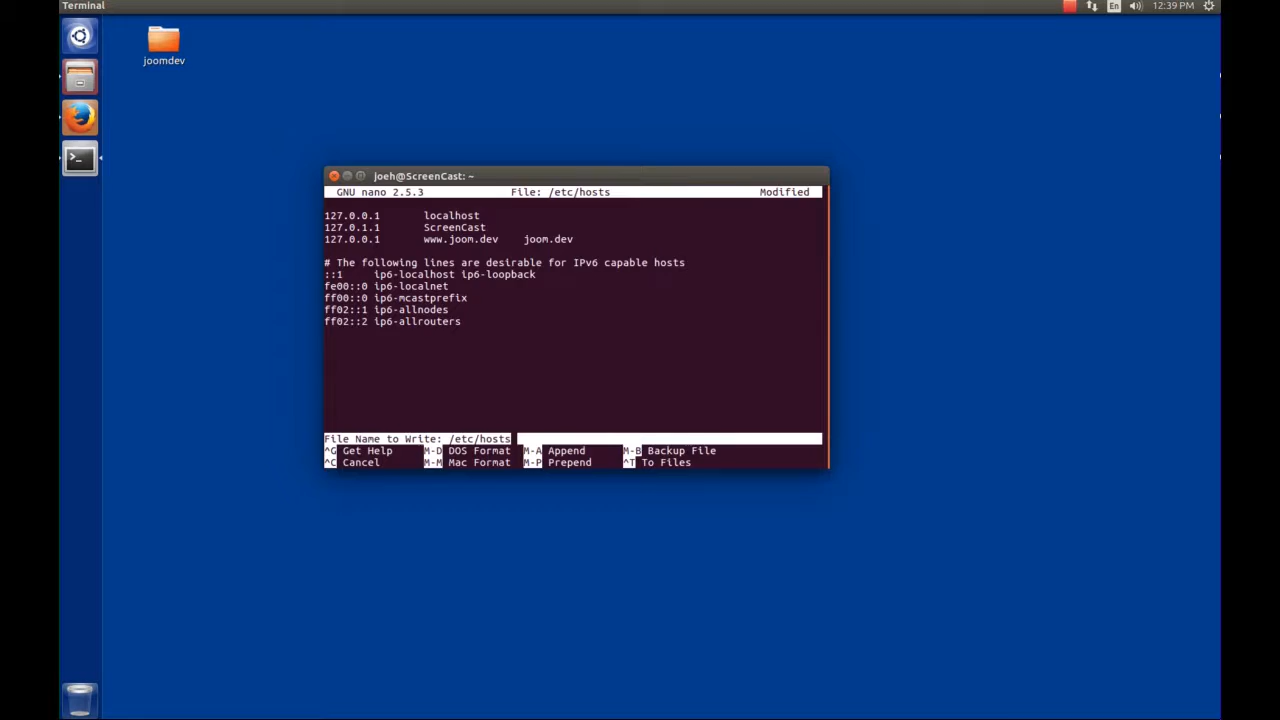 Terminal
En
12:39 PM
joomdev
joeh@ScreenCast: ~
GNU nano 2.5.3 File: /etc/hosts Modified
127.0.0.1 localhost
127.0.1.1 ScreenCast
127.0.0.1 www.joom.dev joom.dev
# The following lines are desirable for IPv6 capable hosts
::1 ip6-localhost ip6-loopback
fe00::0 ip6-localnet
ff00::0 ip6-mcastprefix
ff02::1 ip6-allnodes
ff02::2 ip6-allrouters
File Name to Write: /etc/hosts
^G Get Help M-D DOS Format M-A Append M-B Backup File
^C Cancel M-M Mac Format M-P Prepend ^T To Files